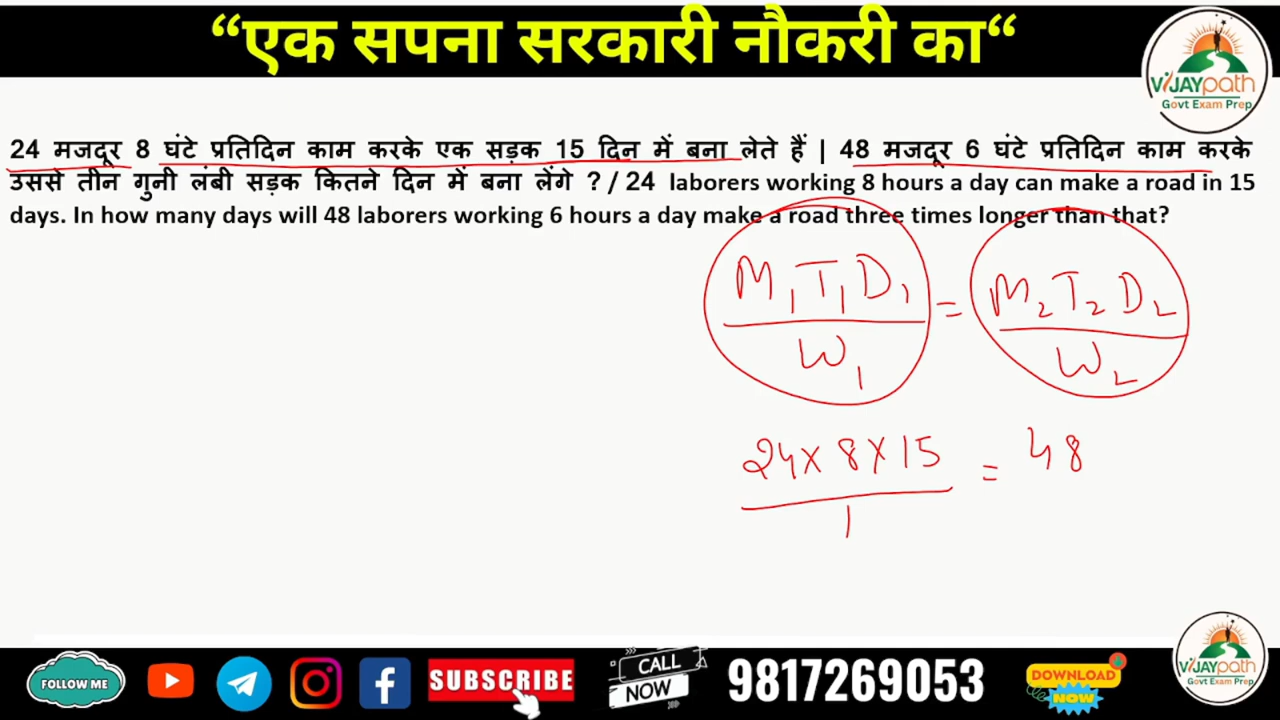 “एक सपना सरकारी नौकरी का“
VIJAYpath
Govt Exam Prep
24 मजदूर 8 घंटे प्रतिदिन काम करके एक सड़क 15 दिन में बना लेते हैं | 48 मजदूर 6 घंटे प्रतिदिन काम करके
उससे तीन गुनी लंबी सड़क कितने दिन में बना लेंगे ? / 24 laborers working 8 hours a day can make a road in 15
days. In how many days will 48 laborers working 6 hours a day make a road three times longer than that?
M₁T₁D₁ = M₂T₂D₂
W₁ W₂
24×8×15 = 48
1
FOLLOW ME
SUBSCRIBE
CALL
NOW
9817269053
DOWNLOAD
NOW
VIJAYpath
Govt Exam Prep